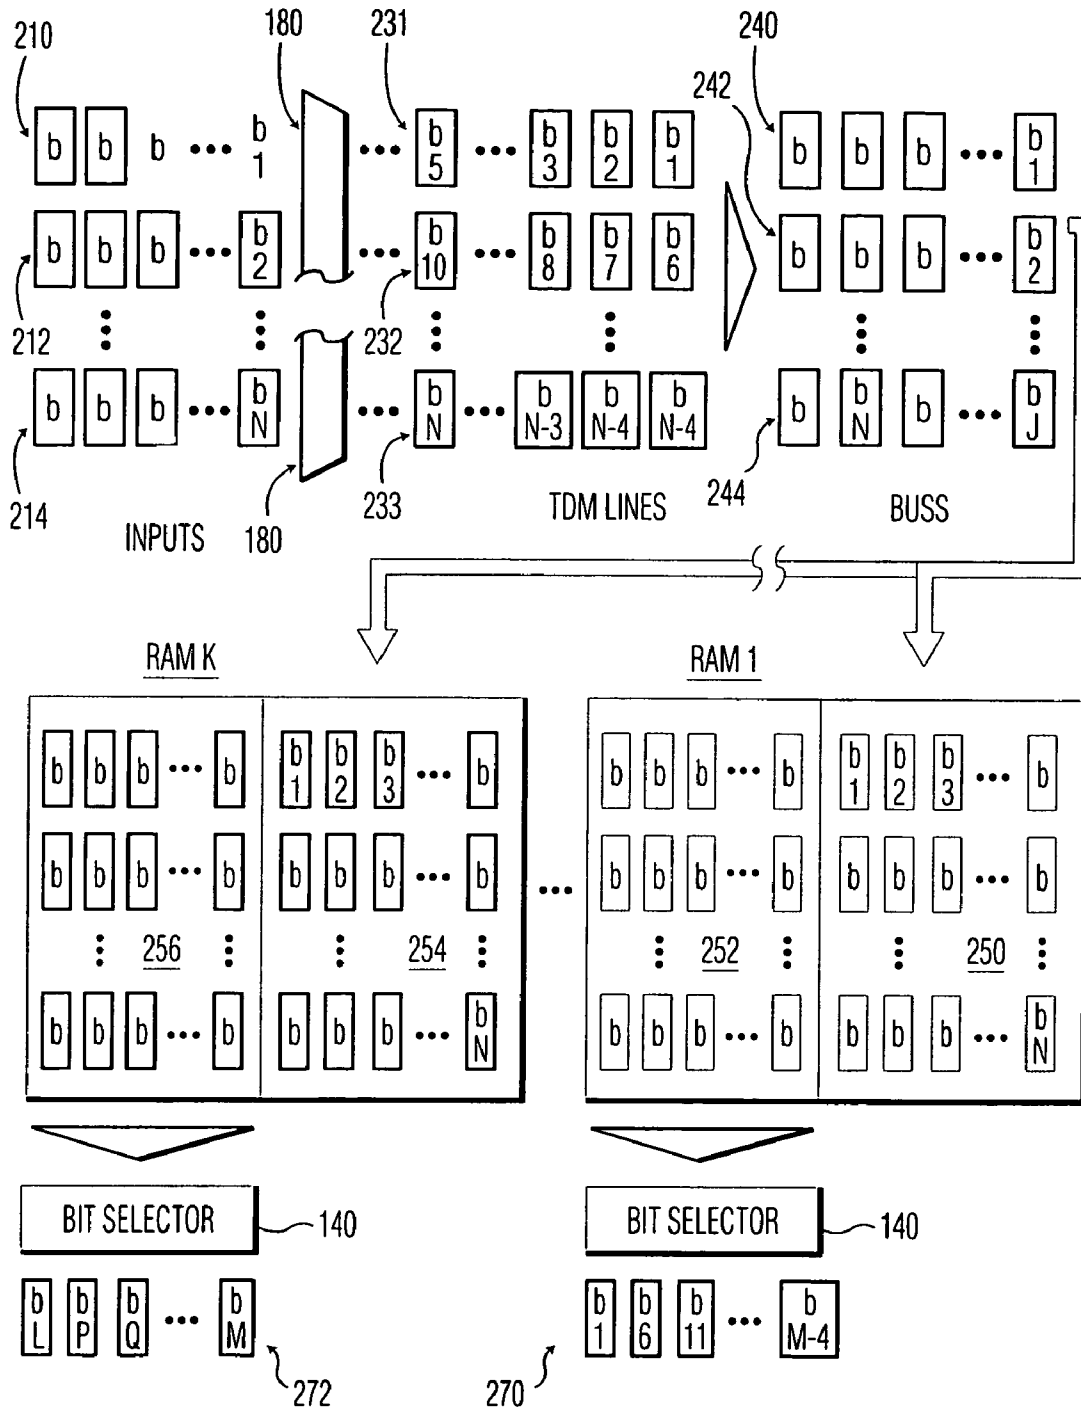 210 180 231 240
242
b b b ••• b 1 ••• b 5 ••• b 3 b 2 b 1 b b b ••• b 1
b b b ••• b 2 ••• b 10 ••• b 8 b 7 b 6 b b b ••• b 2
212 232
b b b ••• b N ••• b N ••• b N-3 b N-4 b N-4 b b N b ••• b J
214 180 233 244
INPUTS TDM LINES BUSS
RAM K RAM 1
b b b ••• b b 1 b 2 b 3 ••• b b b b ••• b b 1 b 2 b 3 ••• b
b b b ••• b b b b ••• b ••• b b b ••• b b b b ••• b
256 254 252 250
b b b ••• b b b b ••• b N b b b ••• b b b b ••• b N
BIT SELECTOR 140 BIT SELECTOR 140
b L b P b Q ••• b M b 1 b 6 b 11 ••• b M-4
272 270